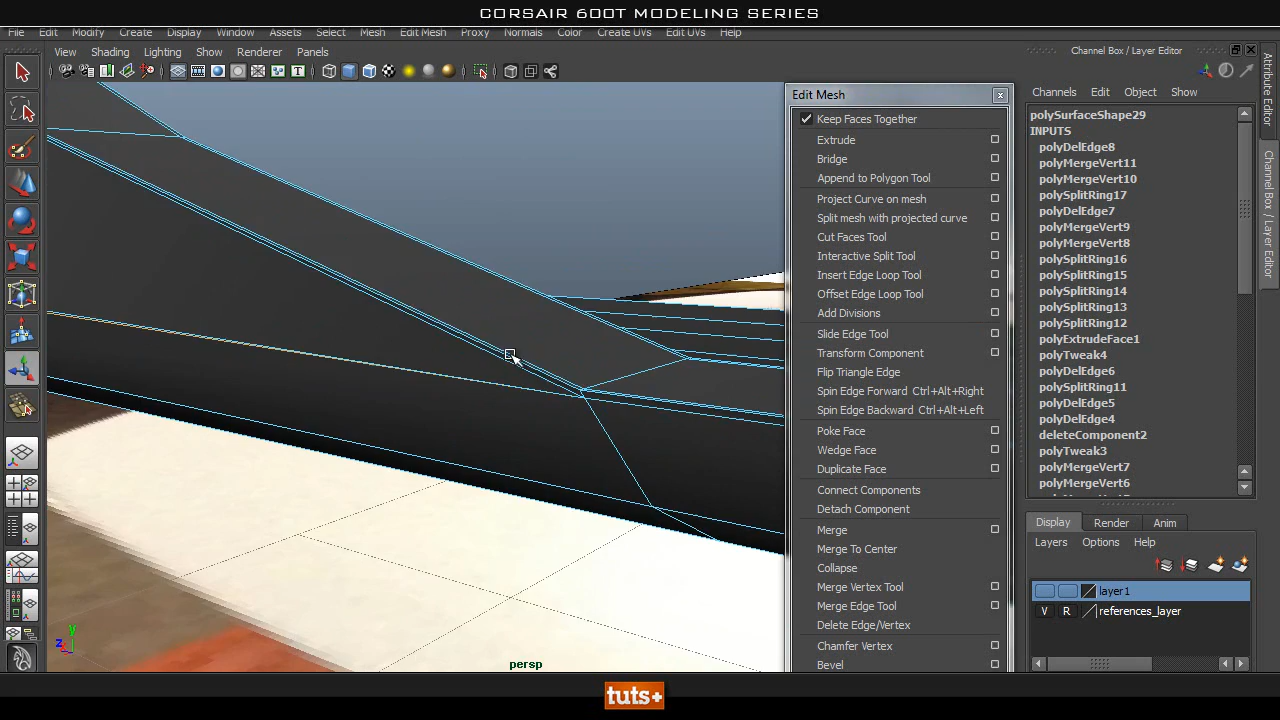 CORSAIR 600T MODELING SERIES
File Edit Modify Create Display Window Assets Select Mesh Edit Mesh Proxy Normals Color Create UVs Edit UVs Help
View Shading Lighting Show Renderer Panels
Channel Box / Layer Editor
Edit Mesh
Keep Faces Together
Extrude
Bridge
Append to Polygon Tool
Project Curve on mesh
Split mesh with projected curve
Cut Faces Tool
Interactive Split Tool
Insert Edge Loop Tool
Offset Edge Loop Tool
Add Divisions
Slide Edge Tool
Transform Component
Flip Triangle Edge
Spin Edge Forward Ctrl+Alt+Right
Spin Edge Backward Ctrl+Alt+Left
Poke Face
Wedge Face
Duplicate Face
Connect Components
Detach Component
Merge
Merge To Center
Collapse
Merge Vertex Tool
Merge Edge Tool
Delete Edge/Vertex
Chamfer Vertex
Bevel
Channels Edit Object Show
polySurfaceShape29
INPUTS
polyDelEdge8
polyMergeVert11
polyMergeVert10
polySplitRing17
polyDelEdge7
polyMergeVert9
polyMergeVert8
polySplitRing16
polySplitRing15
polySplitRing14
polySplitRing13
polySplitRing12
polyExtrudeFace1
polyTweak4
polyDelEdge6
polySplitRing11
polyDelEdge5
polyDelEdge4
deleteComponent2
polyTweak3
polyMergeVert7
polyMergeVert6
Display Render Anim
Layers Options Help
layer1
V R references_layer
Attribute Editor
Channel Box / Layer Editor
y
z
persp
tuts+